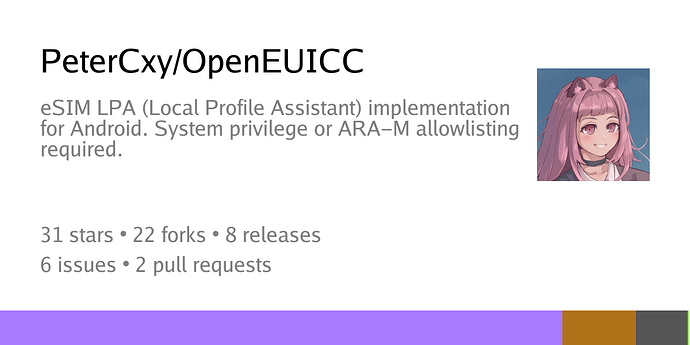 PeterCxy/OpenEUICC
eSIM LPA (Local Profile Assistant) implementation
for Android. System privilege or ARA–M allowlisting
required.
31 stars • 22 forks • 8 releases
6 issues • 2 pull requests